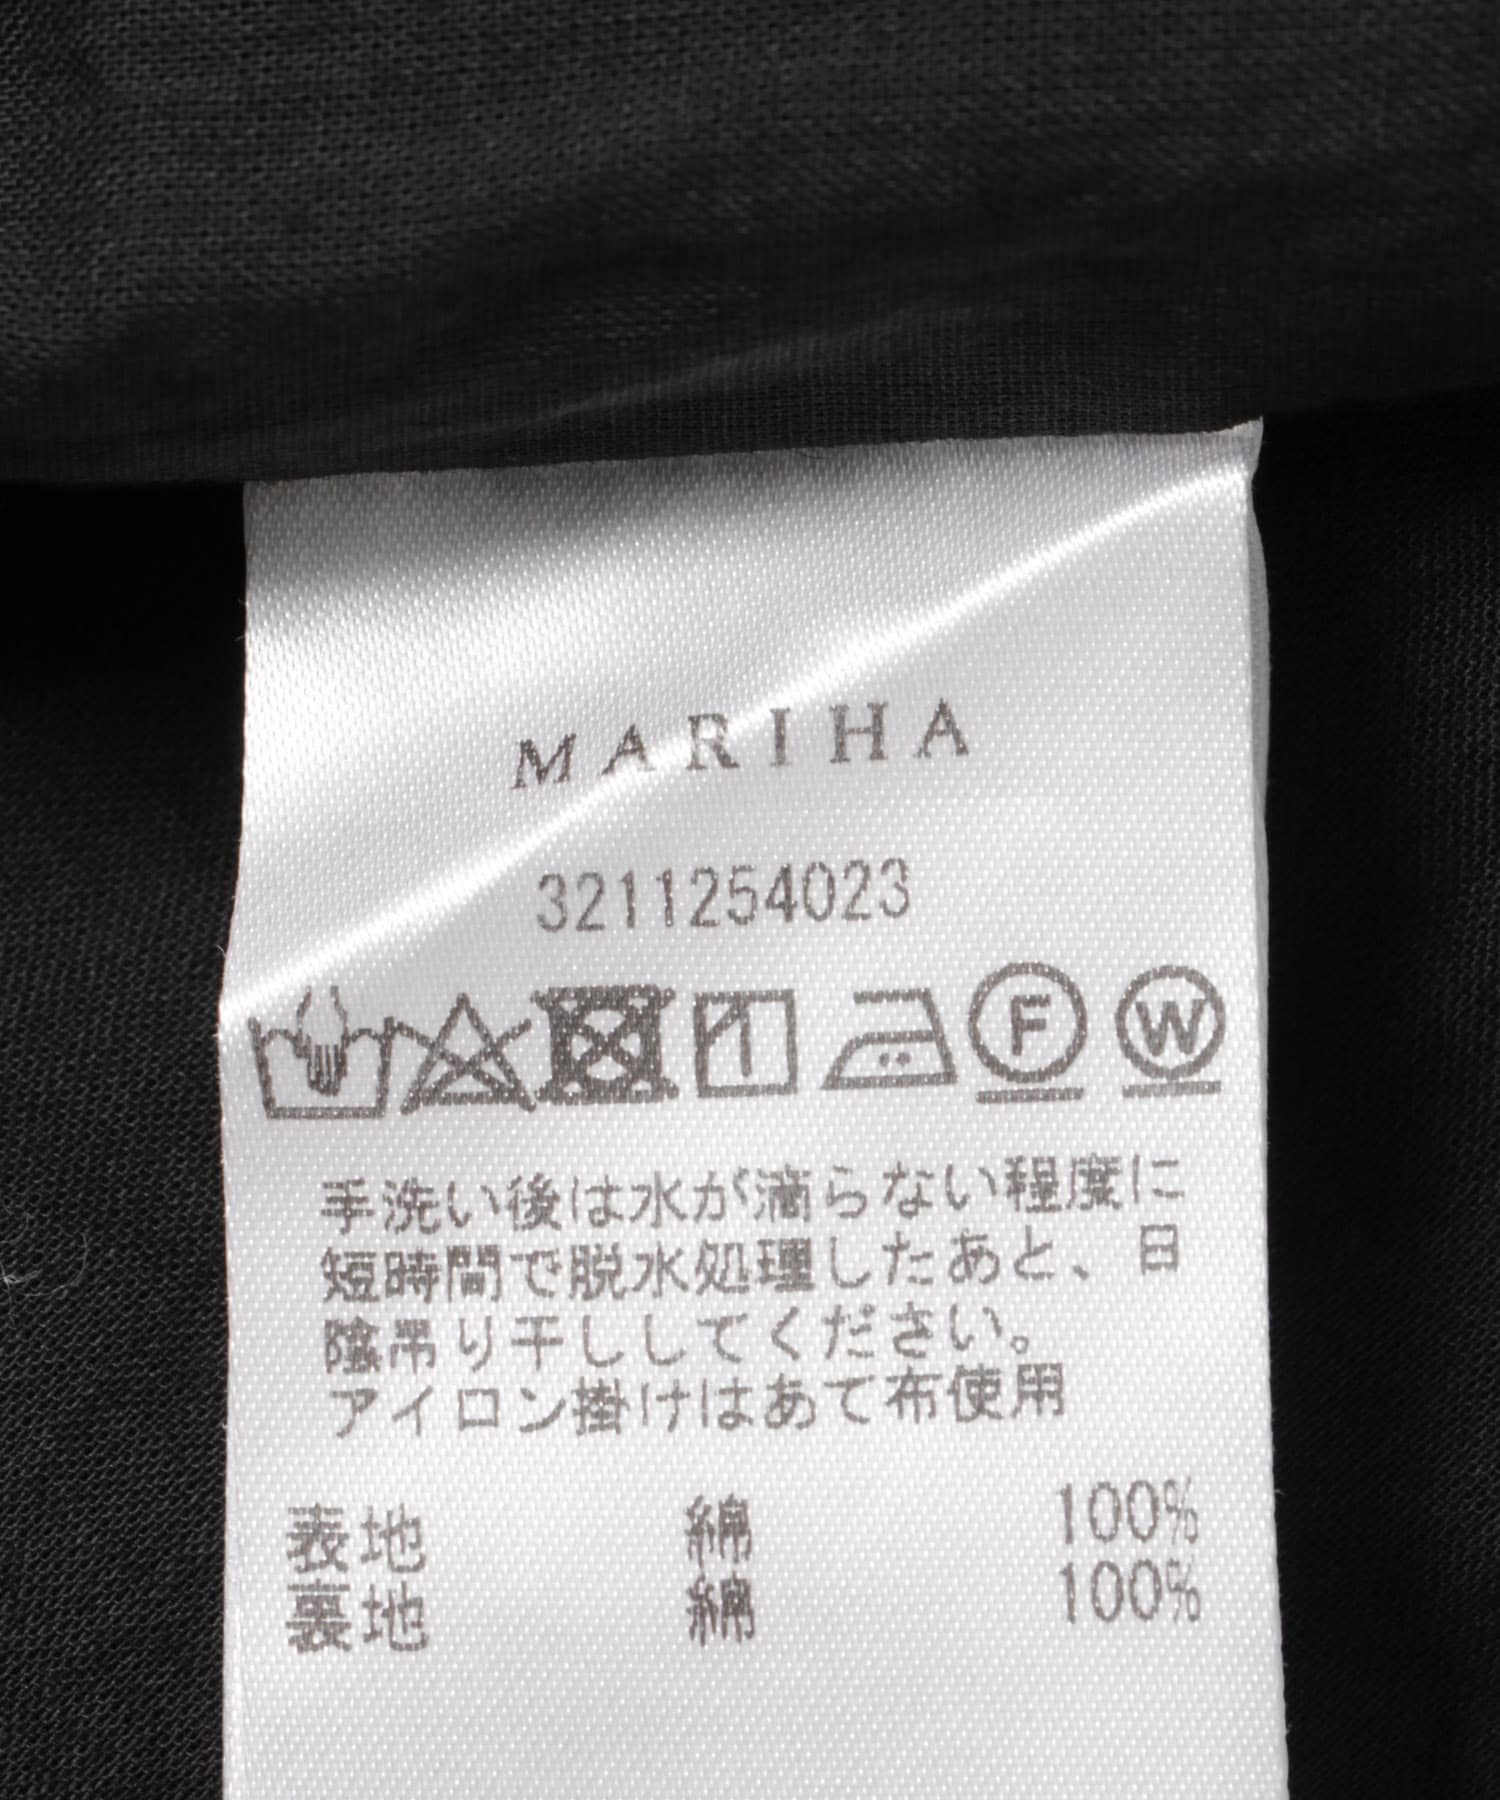 MARIHA
3211254023
F W
手洗い後は水が滴らない程度に
短時間で脱水処理したあと、日
陰吊り干ししてください。
アイロン掛けはあて布使用
表地 綿 100%
裏地 綿 100%